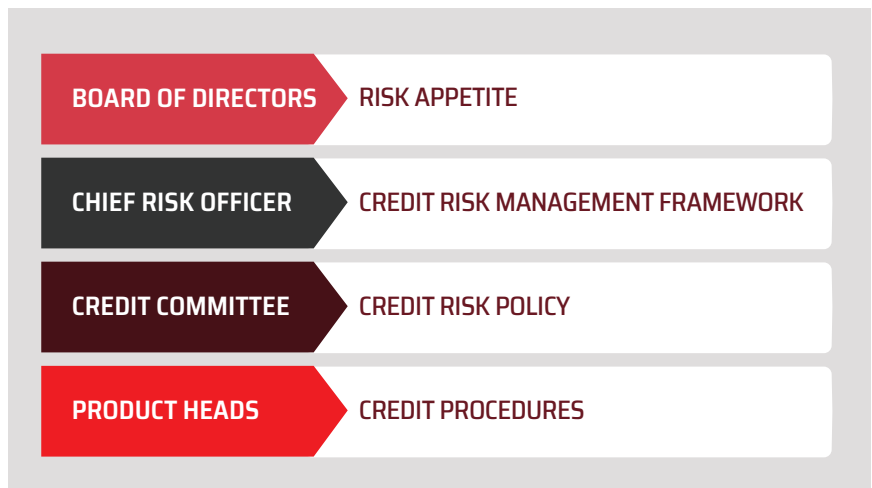 BOARD OF DIRECTORS
RISK APPETITE
CHIEF RISK OFFICER
CREDIT RISK MANAGEMENT FRAMEWORK
CREDIT COMMITTEE
CREDIT RISK POLICY
PRODUCT HEADS
CREDIT PROCEDURES